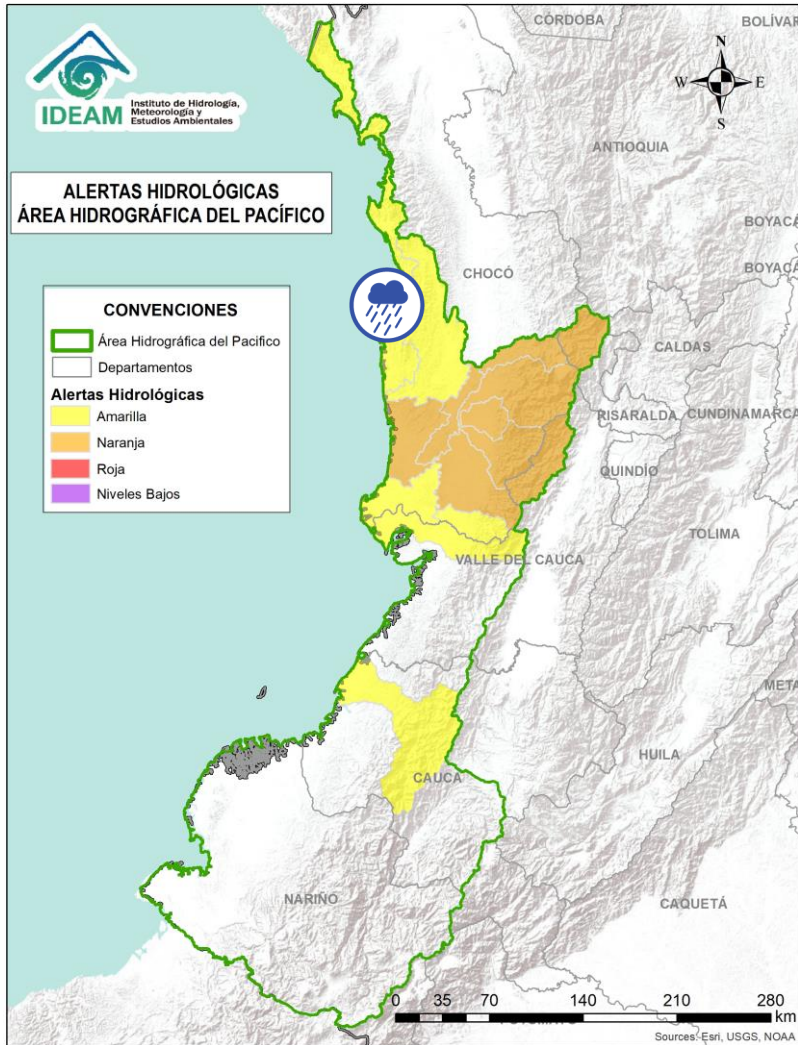 IDEAM
Instituto de Hidrología,
Meteorología y
Estudios Ambientales
ALERTAS HIDROLÓGICAS
ÁREA HIDROGRÁFICA DEL PACÍFICO
CONVENCIONES
Área Hidrográfica del Pacifico
Departamentos
Alertas Hidrológicas
Amarilla
Naranja
Roja
Niveles Bajos
N
W
E
S
CÓRDOBA
BOLÍVAR
ANTIOQUIA
BOYACÁ
CHOCÓ
BOYACÁ
CALDAS
RISARALDA
CUNDINAMARCA
QUINDÍO
TOLIMA
VALLE DEL CAUCA
META
HUILA
CAUCA
NARIÑO
CAQUETÁ
0 35 70 140 210 280
km
Sources: Esri, USGS, NOAA